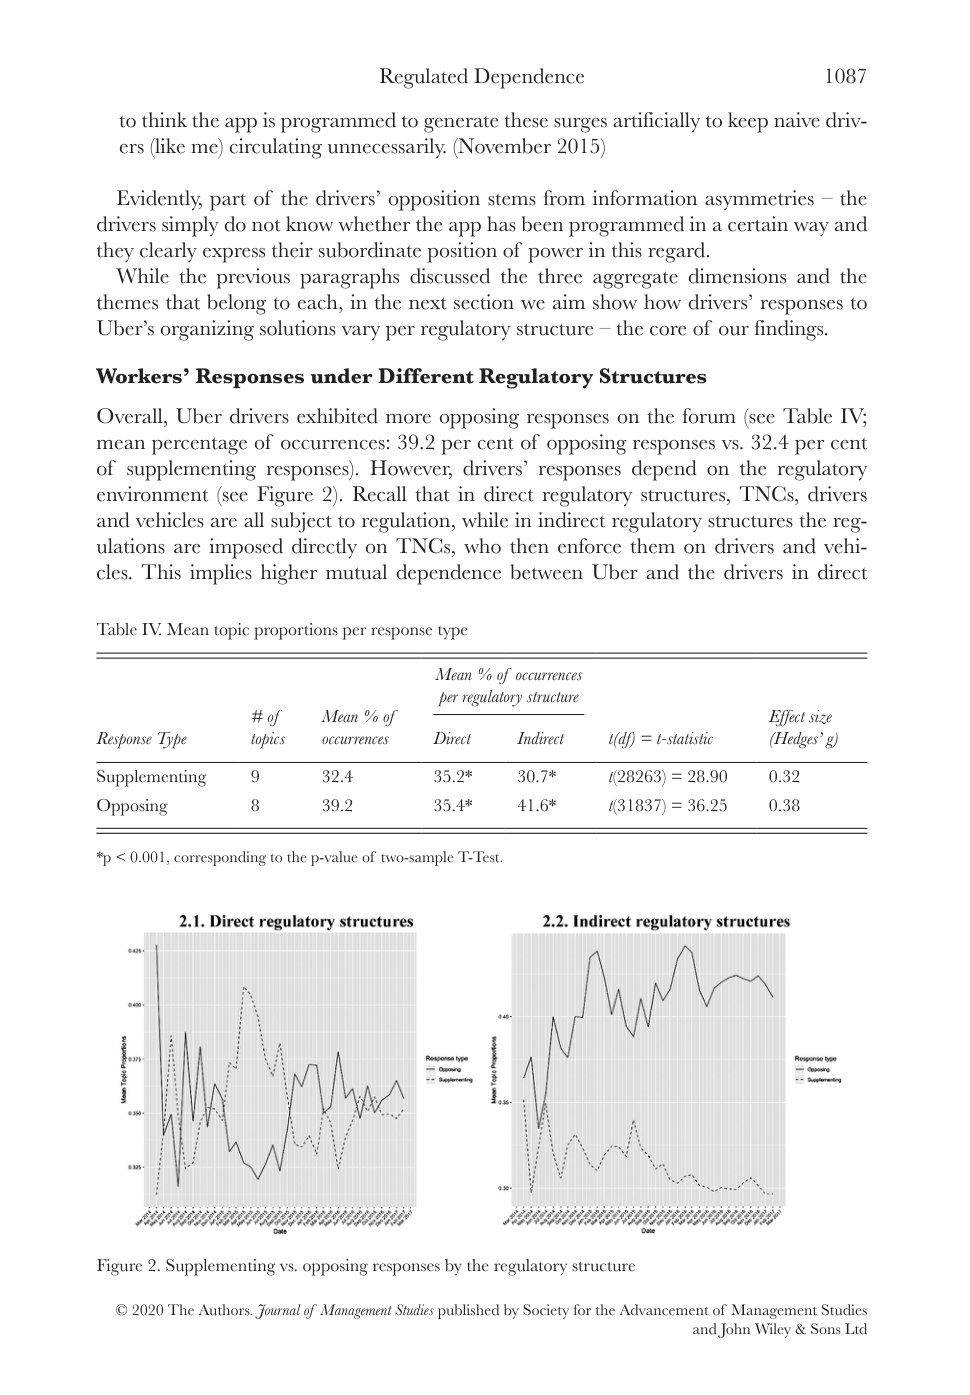 Regulated Dependence 1087
to think the app is programmed to generate these surges artificially to keep naive driv-
ers (like me) circulating unnecessarily. (November 2015)
Evidently, part of the drivers' opposition stems from information asymmetries – the
drivers simply do not know whether the app has been programmed in a certain way and
they clearly express their subordinate position of power in this regard.
While the previous paragraphs discussed the three aggregate dimensions and the
themes that belong to each, in the next section we aim show how drivers' responses to
Uber's organizing solutions vary per regulatory structure – the core of our findings.
Workers' Responses under Different Regulatory Structures
Overall, Uber drivers exhibited more opposing responses on the forum (see Table IV;
mean percentage of occurrences: 39.2 per cent of opposing responses vs. 32.4 per cent
of supplementing responses). However, drivers' responses depend on the regulatory
environment (see Figure 2). Recall that in direct regulatory structures, TNCs, drivers
and vehicles are all subject to regulation, while in indirect regulatory structures the reg-
ulations are imposed directly on TNCs, who then enforce them on drivers and vehi-
cles. This implies higher mutual dependence between Uber and the drivers in direct
Table IV. Mean topic proportions per response type
Mean % of occurrences
per regulatory structure
# of Mean % of Effect size
Response Type topics occurrences Direct Indirect t(df) = t-statistic (Hedges' g)
Supplementing 9 32.4 35.2* 30.7* t(28263) = 28.90 0.32
Opposing 8 39.2 35.4* 41.6* t(31837) = 36.25 0.38
*p < 0.001, corresponding to the p-value of two-sample T-Test.
2.1. Direct regulatory structures
0.425
0.400
0.375
0.350
0.325
Mean Topic Proportions
Date
Response type
Opposing
Supplementing
2.2. Indirect regulatory structures
0.40
0.35
0.30
Mean Topic Proportions
Date
Response type
Opposing
Supplementing
Figure 2. Supplementing vs. opposing responses by the regulatory structure
© 2020 The Authors. Journal of Management Studies published by Society for the Advancement of Management Studies
and John Wiley & Sons Ltd